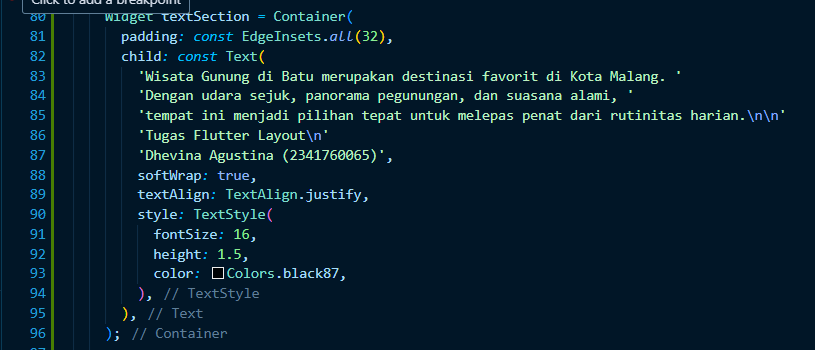 Click to add a breakpoint
80 Widget textSection = Container(
81 padding: const EdgeInsets.all(32),
82 child: const Text(
83 'Wisata Gunung di Batu merupakan destinasi favorit di Kota Malang. '
84 'Dengan udara sejuk, panorama pegunungan, dan suasana alami, '
85 'tempat ini menjadi pilihan tepat untuk melepas penat dari rutinitas harian.\n\n'
86 'Tugas Flutter Layout\n'
87 'Dhevina Agustina (2341760065)',
88 softWrap: true,
89 textAlign: TextAlign.justify,
90 style: TextStyle(
91 fontSize: 16,
92 height: 1.5,
93 color: Colors.black87,
94 ), // TextStyle
95 ), // Text
96 ); // Container